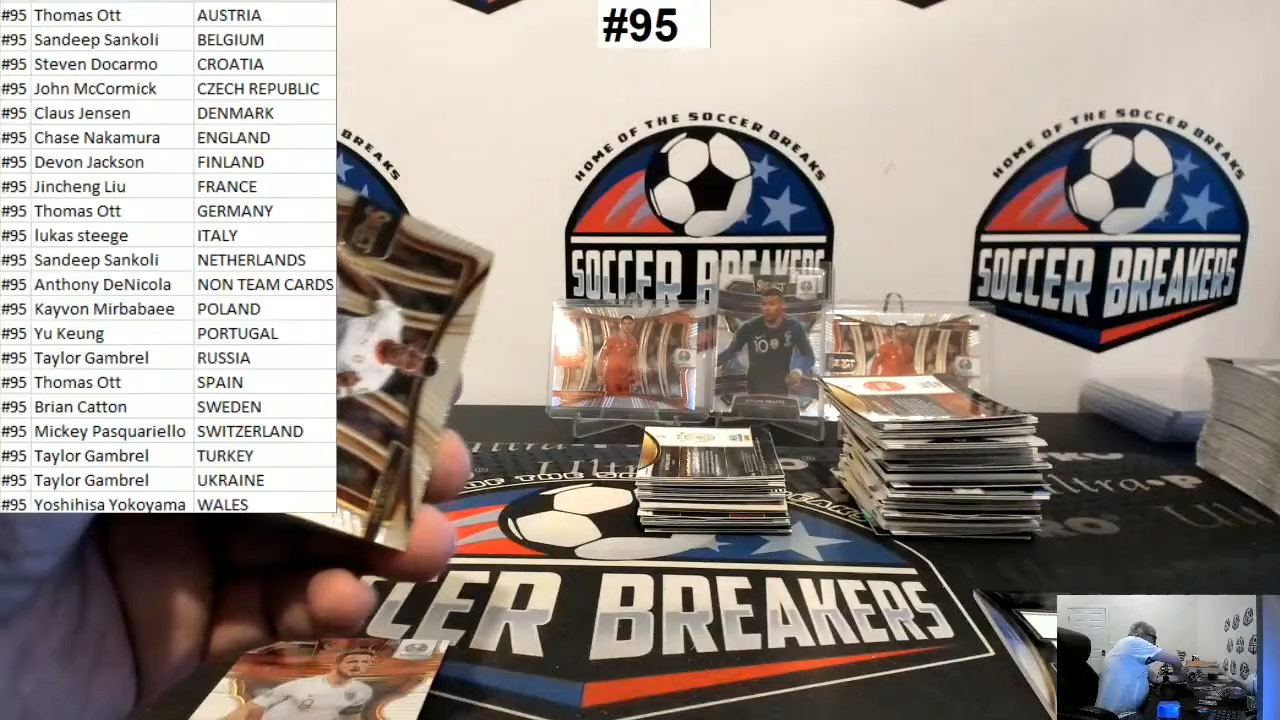 #95 Thomas Ott AUSTRIA
#95 Sandeep Sankoli BELGIUM
#95 Steven Docarmo CROATIA
#95 John McCormick CZECH REPUBLIC
#95 Claus Jensen DENMARK
#95 Chase Nakamura ENGLAND
#95 Devon Jackson FINLAND
#95 Jincheng Liu FRANCE
#95 Thomas Ott GERMANY
#95 lukas steege ITALY
#95 Sandeep Sankoli NETHERLANDS
#95 Anthony DeNicola NON TEAM CARDS
#95 Kayvon Mirbabaee POLAND
#95 Yu Keung PORTUGAL
#95 Taylor Gambrel RUSSIA
#95 Thomas Ott SPAIN
#95 Brian Catton SWEDEN
#95 Mickey Pasquariello SWITZERLAND
#95 Taylor Gambrel TURKEY
#95 Taylor Gambrel UKRAINE
#95 Yoshihisa Yokoyama WALES
#95
BREAKS
HOME OF THE SOCCER BREAKS
SOCCER BREAKERS
HOME OF THE SOCCER BREAKS
SOCCER BREAKERS
10
CER BREAKERS